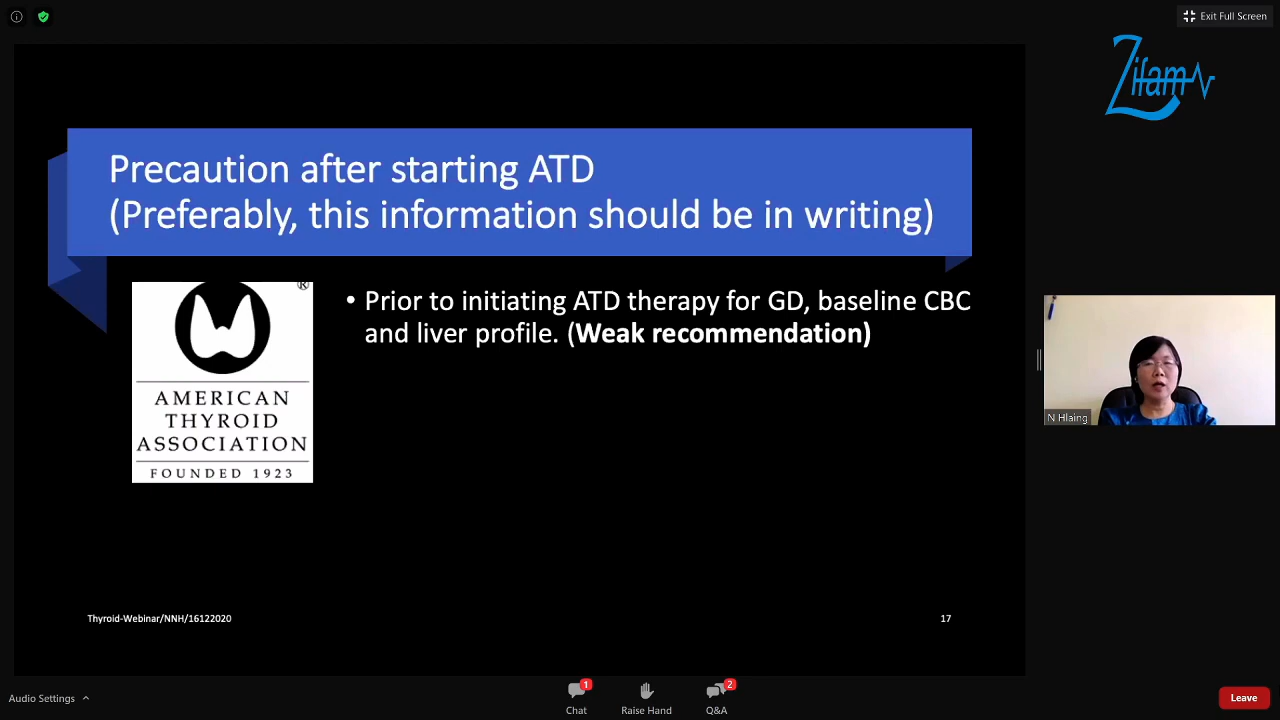 Exit Full Screen
Zifam
Precaution after starting ATD
(Preferably, this information should be in writing)
®
AMERICAN
THYROID
ASSOCIATION
FOUNDED 1923
• Prior to initiating ATD therapy for GD, baseline CBC
and liver profile. (Weak recommendation)
N Hlaing
Thyroid-Webinar/NNH/16122020
17
Audio Settings
1
Chat
Raise Hand
2
Q&A
Leave